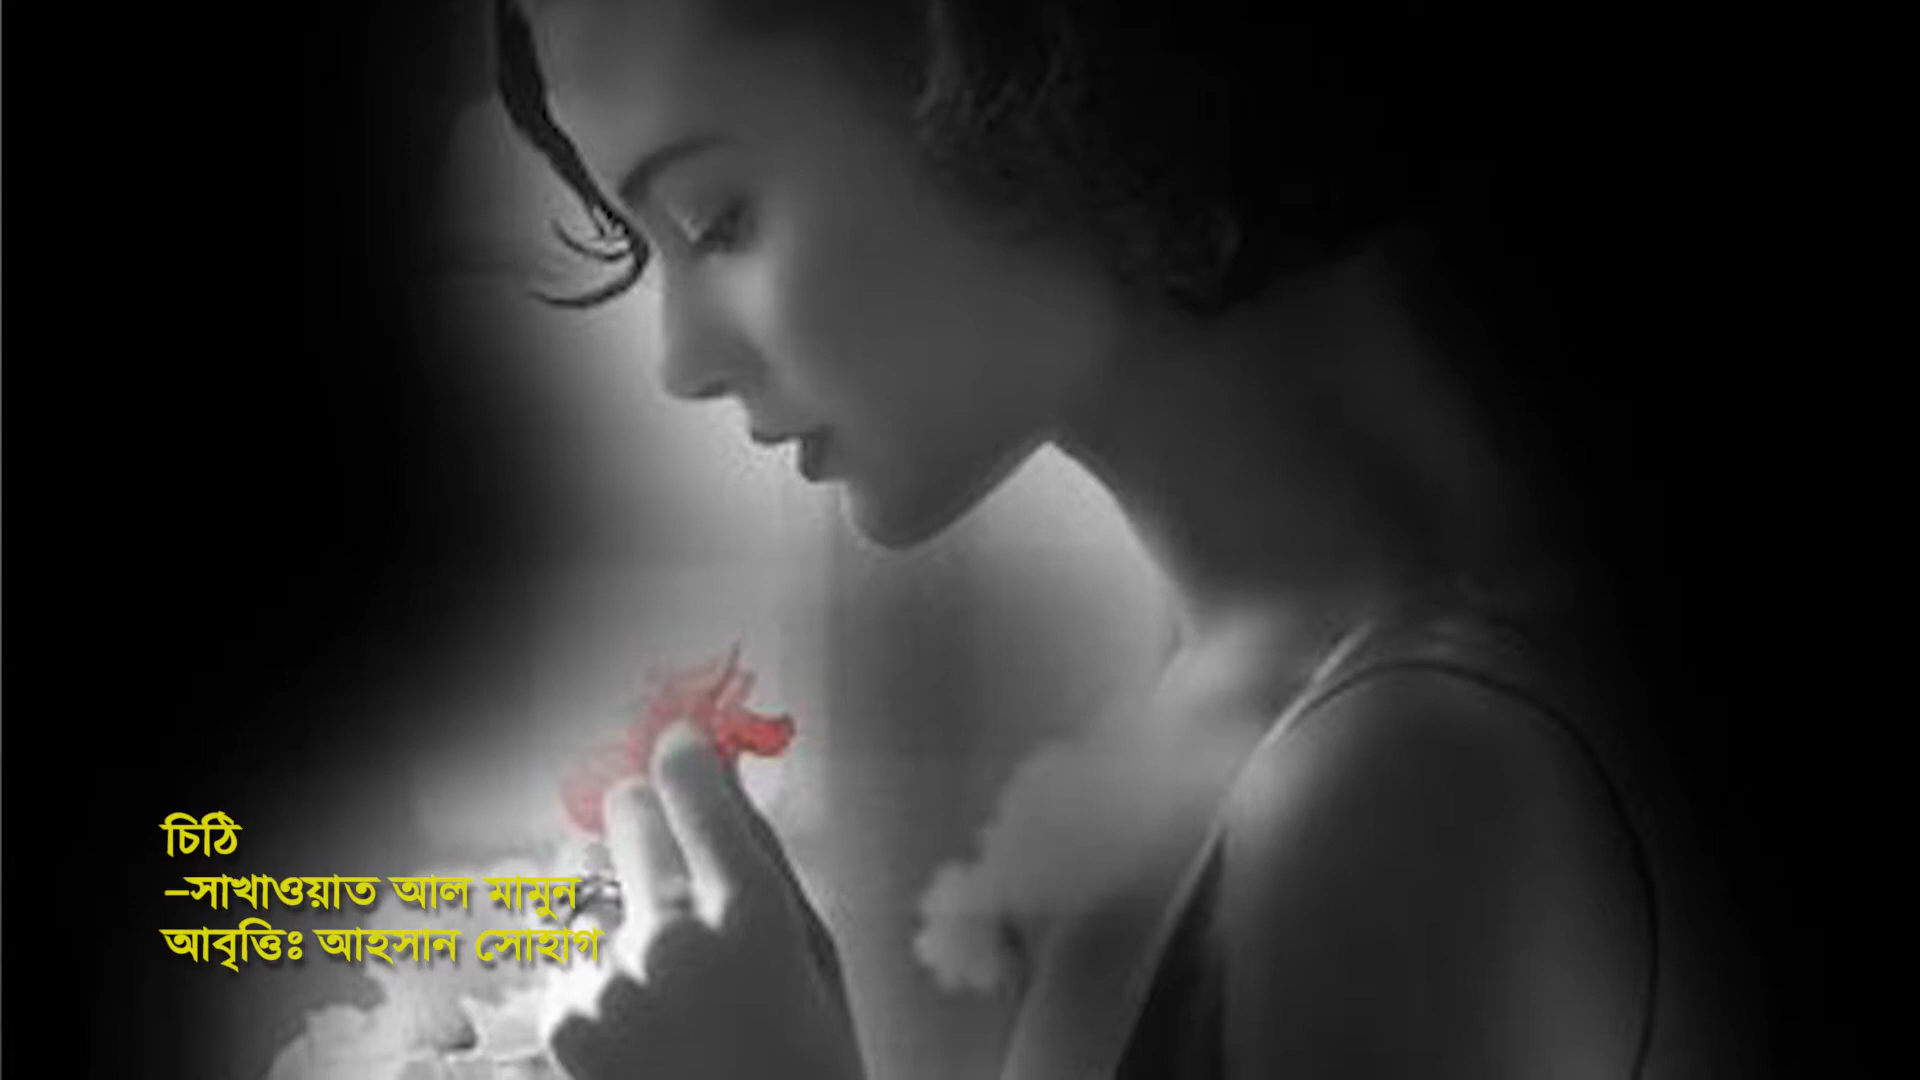 চিঠি
–সাখাওয়াত আল মামুন
আবৃত্তিঃ আহসান সোহাগ